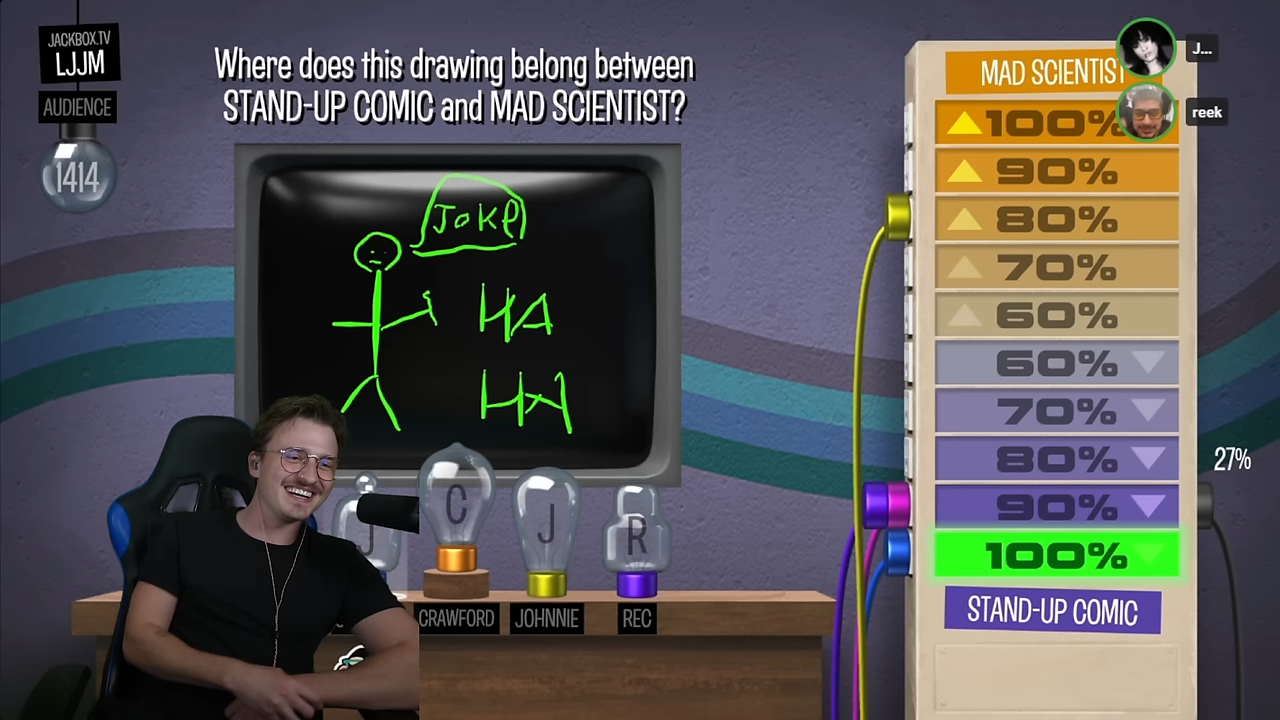 JACKBOX.TV
LJJM
AUDIENCE
1414
Where does this drawing belong between
STAND-UP COMIC and MAD SCIENTIST?
JOKE
HA
HA
J
C
J
R
CRAWFORD
JOHNNIE
REC
MAD SCIENTIST
100%
90%
80%
70%
60%
60%
70%
80%
90%
100%
STAND-UP COMIC
27%
J...
reek